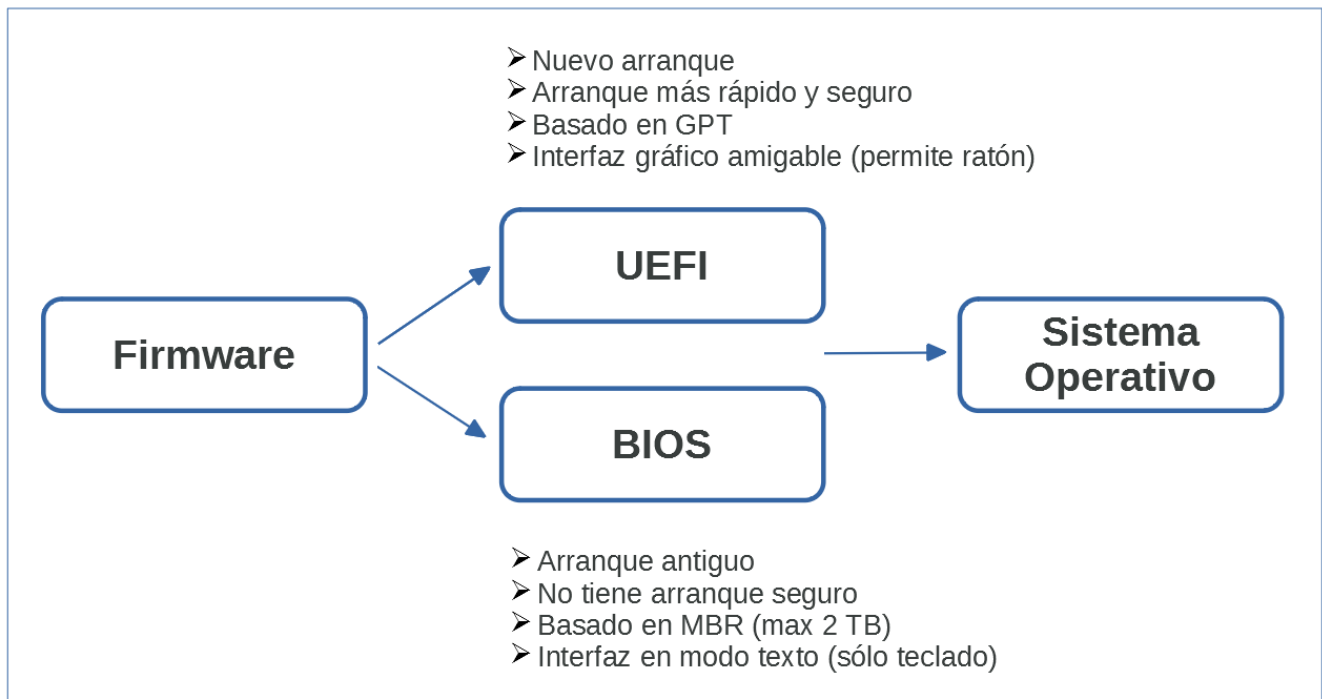 ➢ Nuevo arranque
➢ Arranque más rápido y seguro
➢ Basado en GPT
➢ Interfaz gráfico amigable (permite ratón)
UEFI
Firmware
Sistema
Operativo
BIOS
➢ Arranque antiguo
➢ No tiene arranque seguro
➢ Basado en MBR (max 2 TB)
➢ Interfaz en modo texto (sólo teclado)